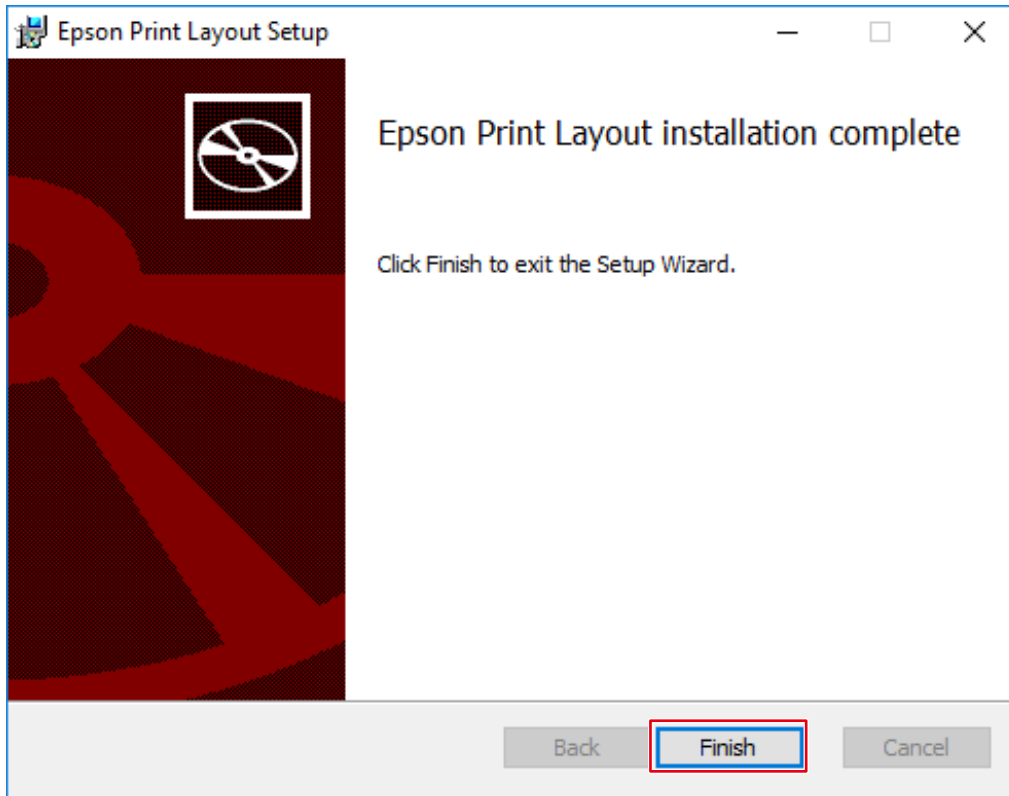 Epson Print Layout Setup
Epson Print Layout installation complete
Click Finish to exit the Setup Wizard.
Back Finish Cancel